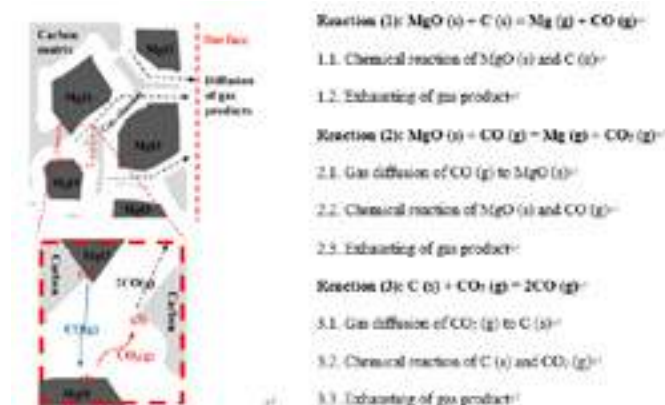 Carbon
matrix
MgO
Surface
Diffusion
of gas
products
MgO
MgO
MgO
MgO
MgO
Carbon
2CO(g)
Carbon
CO(g)
CO₂(g)
MgO
Reaction (1): MgO (s) + C (s) = Mg (g) + CO (g)
1.1. Chemical reaction of MgO (s) and C (s)
1.2. Exhausting of gas product
Reaction (2): MgO (s) + CO (g) = Mg (g) + CO₂ (g)
2.1. Gas diffusion of CO (g) to MgO (s)
2.2. Chemical reaction of MgO (s) and CO (g)
2.3. Exhausting of gas product
Reaction (3): C (s) + CO₂ (g) = 2CO (g)
3.1. Gas diffusion of CO₂ (g) to C (s)
3.2. Chemical reaction of C (s) and CO₂ (g)
3.3. Exhausting of gas product